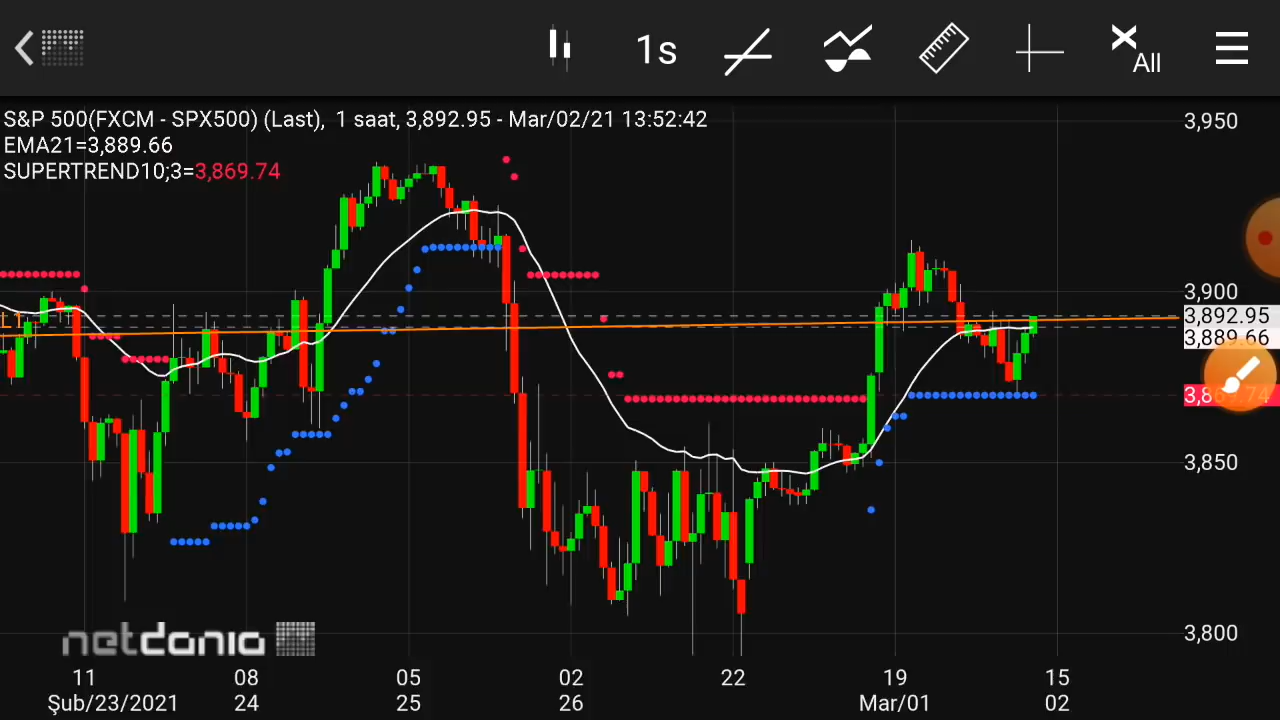 1s
All
S&P 500(FXCM - SPX500) (Last), 1 saat, 3,892.95 - Mar/02/21 13:52:42
EMA21=3,889.66
SUPERTREND10;3=3,869.74
3,950
3,900
3,892.95
3,889.66
3,869.74
3,850
3,800
netdania
11 08 05 02 22 19 15
Şub/23/2021 24 25 26 Mar/01 02